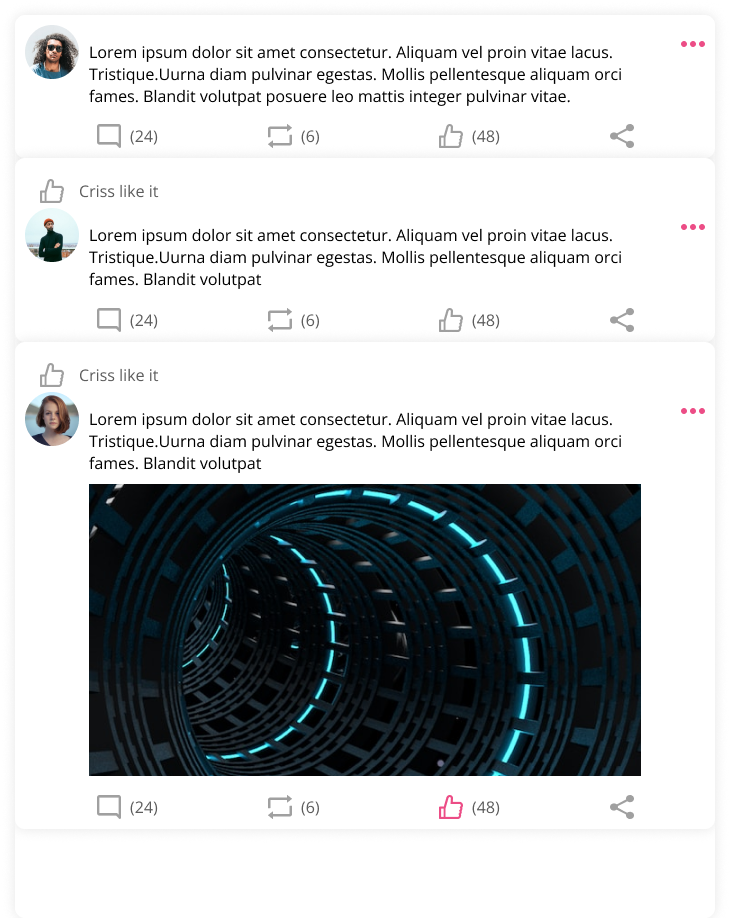 Lorem ipsum dolor sit amet consectetur. Aliquam vel proin vitae lacus.
Tristique.Uurna diam pulvinar egestas. Mollis pellentesque aliquam orci
fames. Blandit volutpat posuere leo mattis integer pulvinar vitae.
(24) (6) (48)
Criss like it
Lorem ipsum dolor sit amet consectetur. Aliquam vel proin vitae lacus.
Tristique.Uurna diam pulvinar egestas. Mollis pellentesque aliquam orci
fames. Blandit volutpat
(24) (6) (48)
Criss like it
Lorem ipsum dolor sit amet consectetur. Aliquam vel proin vitae lacus.
Tristique.Uurna diam pulvinar egestas. Mollis pellentesque aliquam orci
fames. Blandit volutpat
(24) (6) (48)